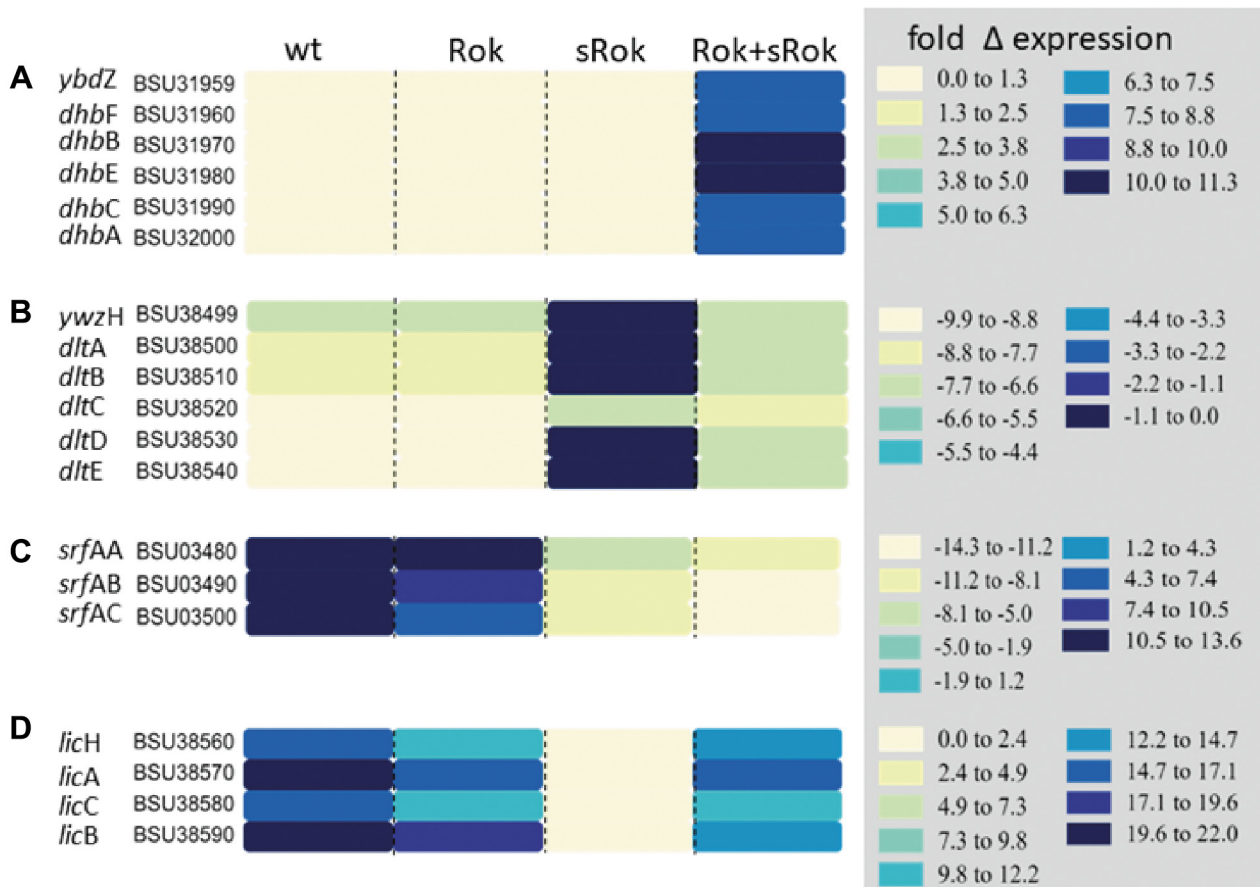 wt Rok sRok Rok+sRok
fold Δ expression
A
ybdZ BSU31959
dhbF BSU31960
dhbB BSU31970
dhbE BSU31980
dhbC BSU31990
dhbA BSU32000
0.0 to 1.3
1.3 to 2.5
2.5 to 3.8
3.8 to 5.0
5.0 to 6.3
6.3 to 7.5
7.5 to 8.8
8.8 to 10.0
10.0 to 11.3
B
ywzH BSU38499
dltA BSU38500
dltB BSU38510
dltC BSU38520
dltD BSU38530
dltE BSU38540
-9.9 to -8.8
-8.8 to -7.7
-7.7 to -6.6
-6.6 to -5.5
-5.5 to -4.4
-4.4 to -3.3
-3.3 to -2.2
-2.2 to -1.1
-1.1 to 0.0
C
srfAA BSU03480
srfAB BSU03490
srfAC BSU03500
-14.3 to -11.2
-11.2 to -8.1
-8.1 to -5.0
-5.0 to -1.9
-1.9 to 1.2
1.2 to 4.3
4.3 to 7.4
7.4 to 10.5
10.5 to 13.6
D
licH BSU38560
licA BSU38570
licC BSU38580
licB BSU38590
0.0 to 2.4
2.4 to 4.9
4.9 to 7.3
7.3 to 9.8
9.8 to 12.2
12.2 to 14.7
14.7 to 17.1
17.1 to 19.6
19.6 to 22.0